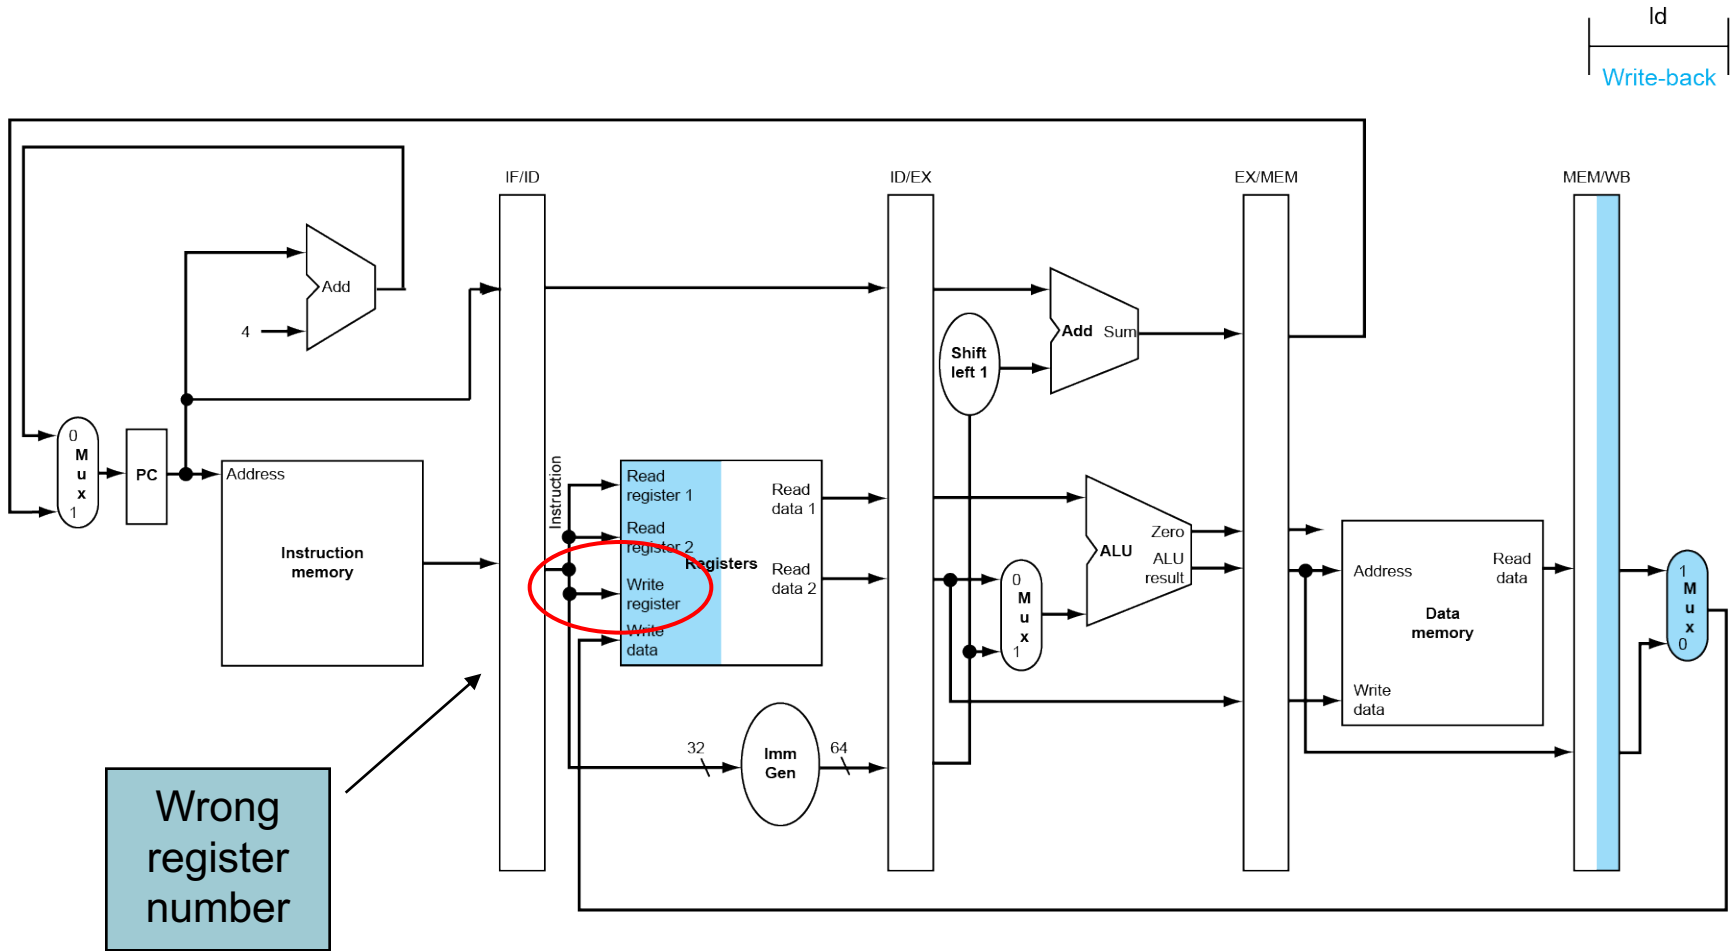 ld
Write-back
IF/ID
ID/EX
EX/MEM
MEM/WB
Add
4
Add Sum
Shift
left 1
0
M
u
x
1
PC
Address
Instruction
memory
Instruction
Read
register 1
Read
register 2
Registers
Write
register
Write
data
Read
data 1
Read
data 2
0
M
u
x
1
Zero
ALU
ALU
result
Address
Read
data
Data
memory
Write
data
1
M
u
x
0
32
Imm
Gen
64
Wrong
register
number